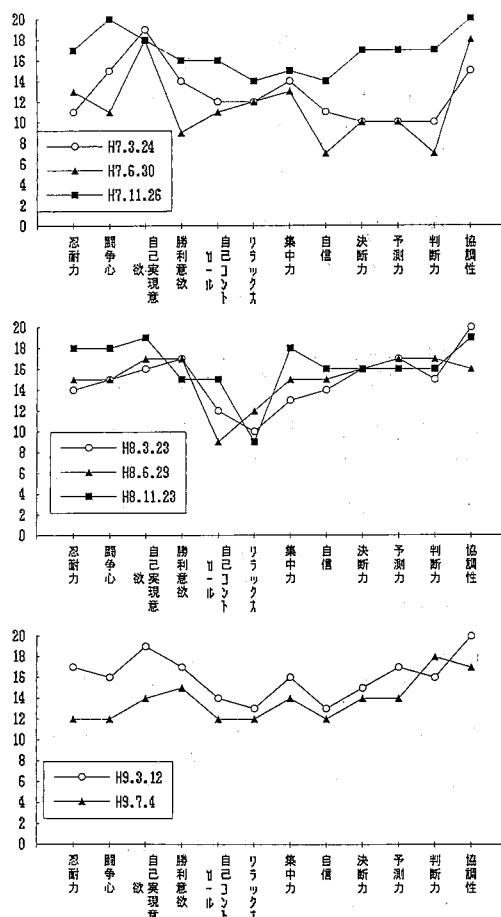 20
18
16
14
12
10
8
6
4
2
0
H7.3.24
H7.6.30
H7.11.26
忍耐力
闘争心
自己実現意欲
勝利意欲
自己コントロール
リラックス
集中力
自信
決断力
予測力
判断力
協調性
20
18
16
14
12
10
8
6
4
2
0
H8.3.23
H8.6.29
H8.11.23
忍耐力
闘争心
自己実現意欲
勝利意欲
自己コントロール
リラックス
集中力
自信
決断力
予測力
判断力
協調性
20
18
16
14
12
10
8
6
4
2
0
H9.3.12
H9.7.4
忍耐力
闘争心
自己実現意欲
勝利意欲
自己コントロール
リラックス
集中力
自信
決断力
予測力
判断力
協調性